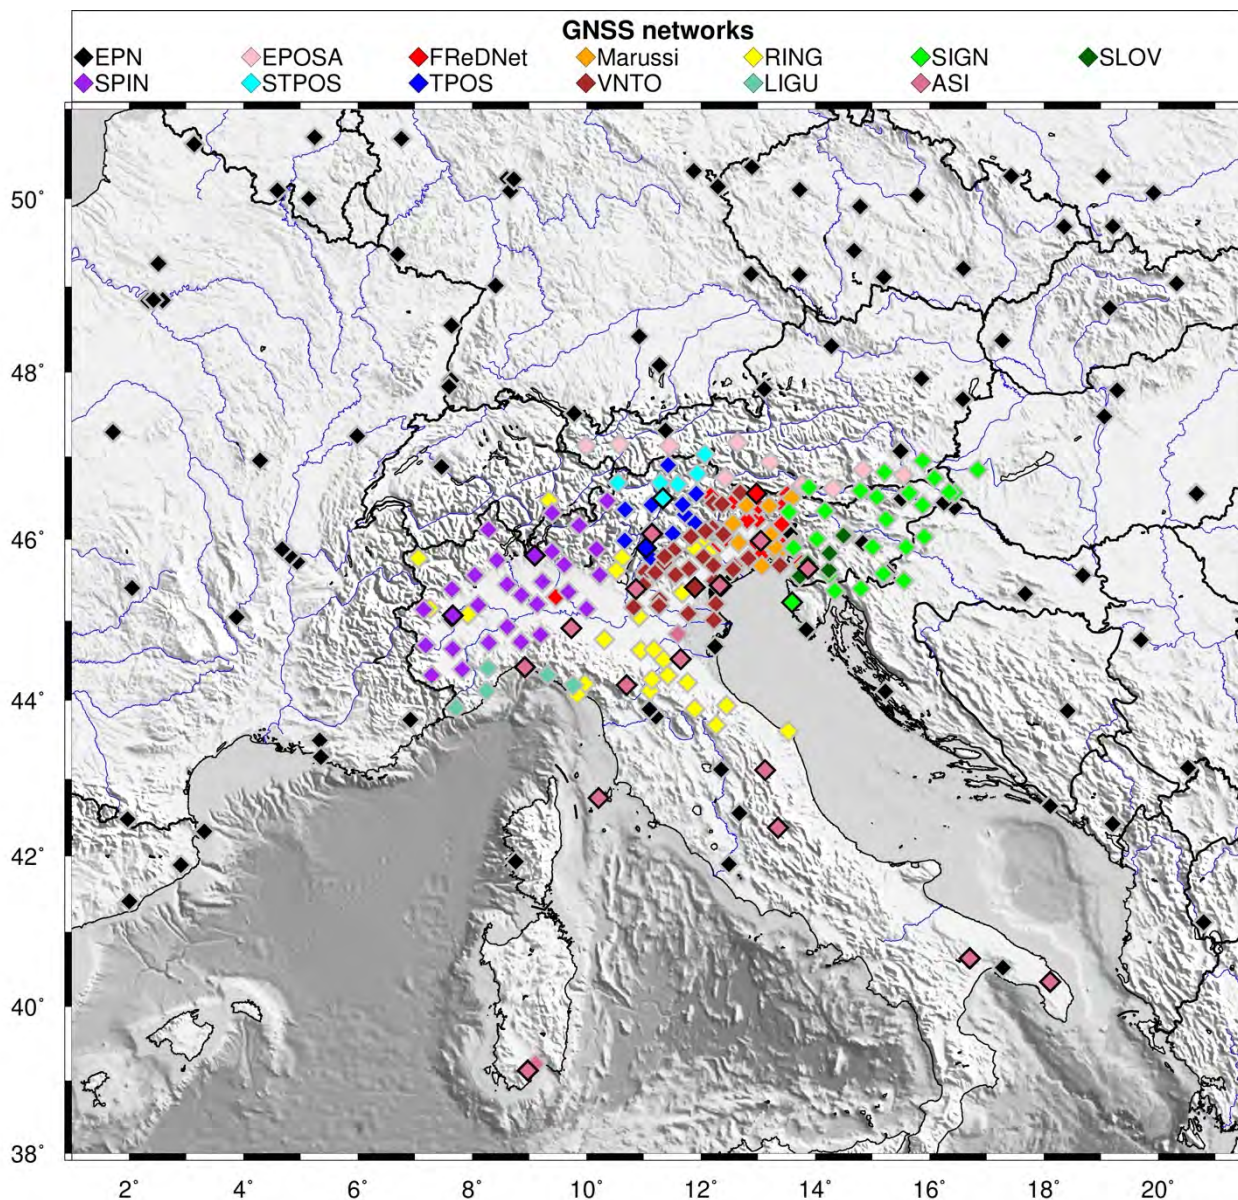 GNSS networks
EPN EPOSA FReDNet Marussi RING SIGN SLOV
SPIN STPOS TPOS VNTO LIGU ASI
50˚
48˚
46˚
44˚
42˚
40˚
38˚
2˚ 4˚ 6˚ 8˚ 10˚ 12˚ 14˚ 16˚ 18˚ 20˚